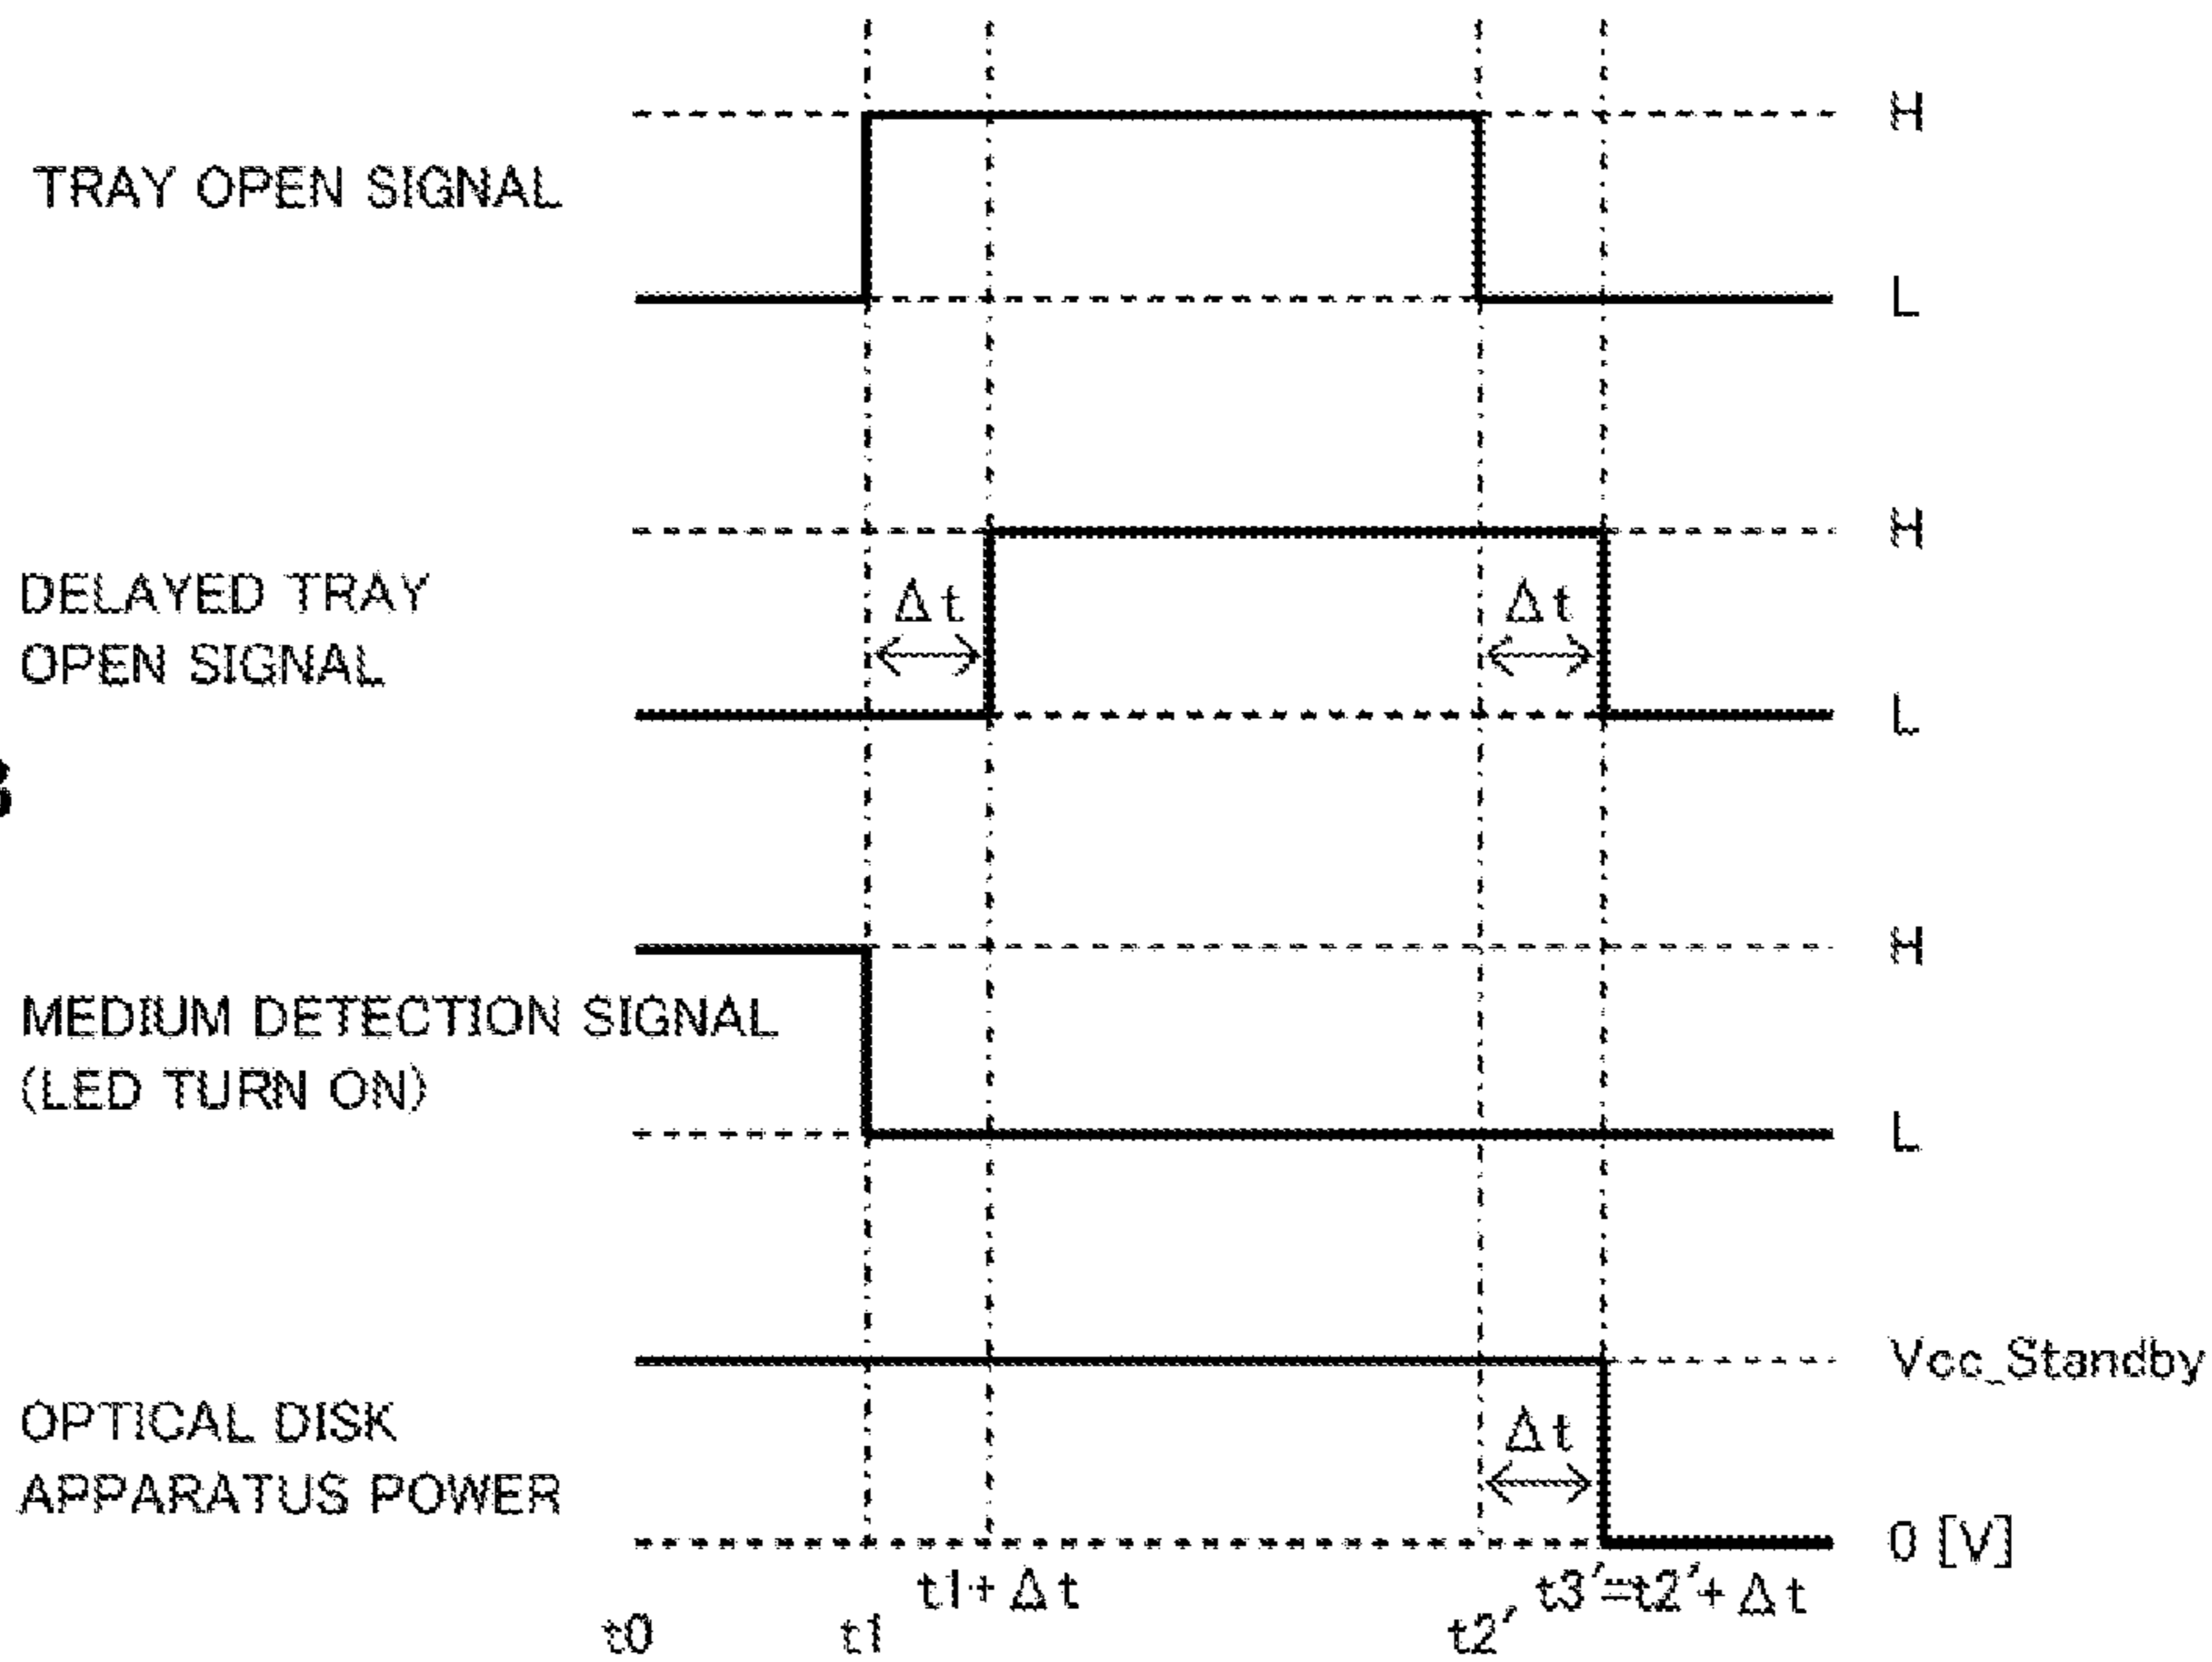 H
TRAY OPEN SIGNAL
L
H
DELAYED TRAY
OPEN SIGNAL
Δt
Δt
L
H
MEDIUM DETECTION SIGNAL
(LED TURN ON)
L
Vcc_Standby
OPTICAL DISK
APPARATUS POWER
Δt
0 [V]
t1+Δt
t3′=t2′+Δt
t0
t1
t2′